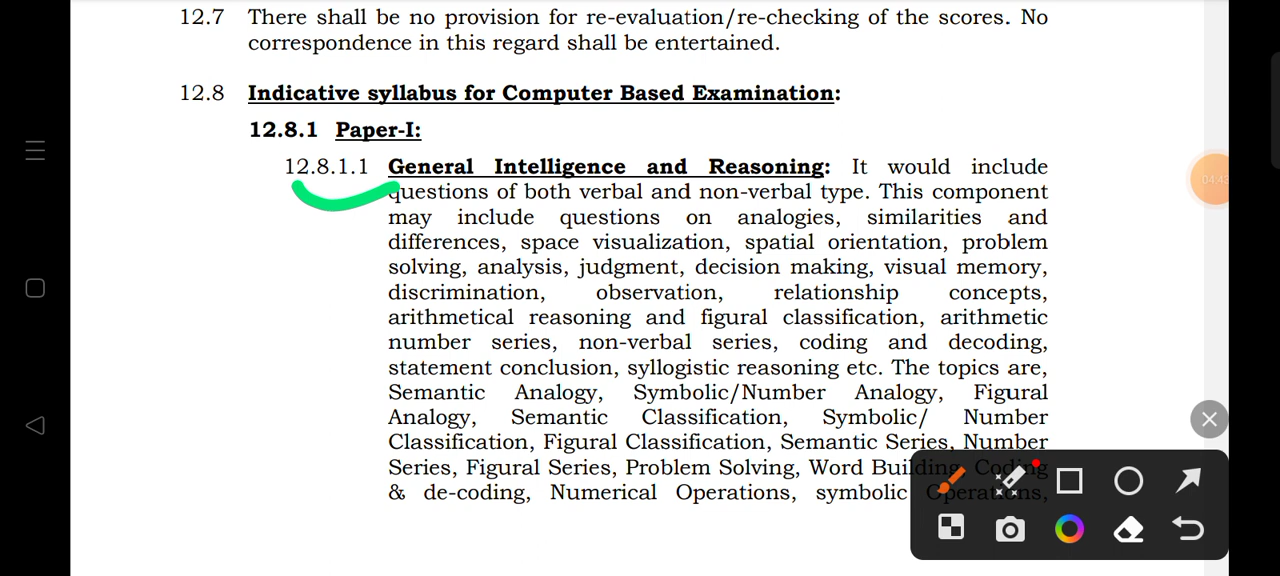 12.7 There shall be no provision for re-evaluation/re-checking of the scores. No
correspondence in this regard shall be entertained.
12.8 Indicative syllabus for Computer Based Examination:
12.8.1 Paper-I:
12.8.1.1 General Intelligence and Reasoning: It would include
questions of both verbal and non-verbal type. This component
may include questions on analogies, similarities and
differences, space visualization, spatial orientation, problem
solving, analysis, judgment, decision making, visual memory,
discrimination, observation, relationship concepts,
arithmetical reasoning and figural classification, arithmetic
number series, non-verbal series, coding and decoding,
statement conclusion, syllogistic reasoning etc. The topics are,
Semantic Analogy, Symbolic/Number Analogy, Figural
Analogy, Semantic Classification, Symbolic/ Number
Classification, Figural Classification, Semantic Series, Number
Series, Figural Series, Problem Solving, Word Building, Coding
& de-coding, Numerical Operations, symbolic Operations,
04:43